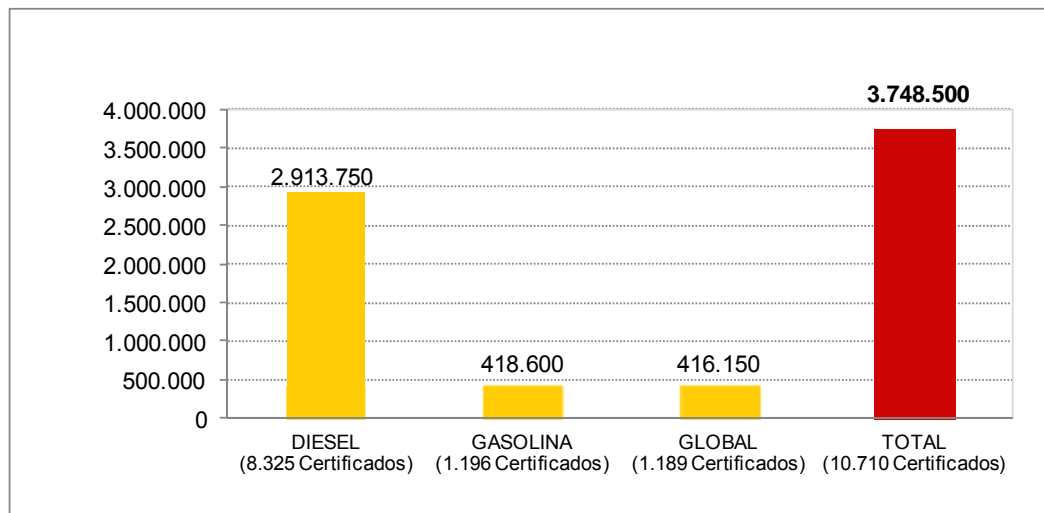 3.748.500
4.000.000
3.500.000
2.913.750
3.000.000
2.500.000
2.000.000
1.500.000
1.000.000
418.600
416.150
500.000
0
DIESEL
(8.325 Certificados)
GASOLINA
(1.196 Certificados)
GLOBAL
(1.189 Certificados)
TOTAL
(10.710 Certificados)